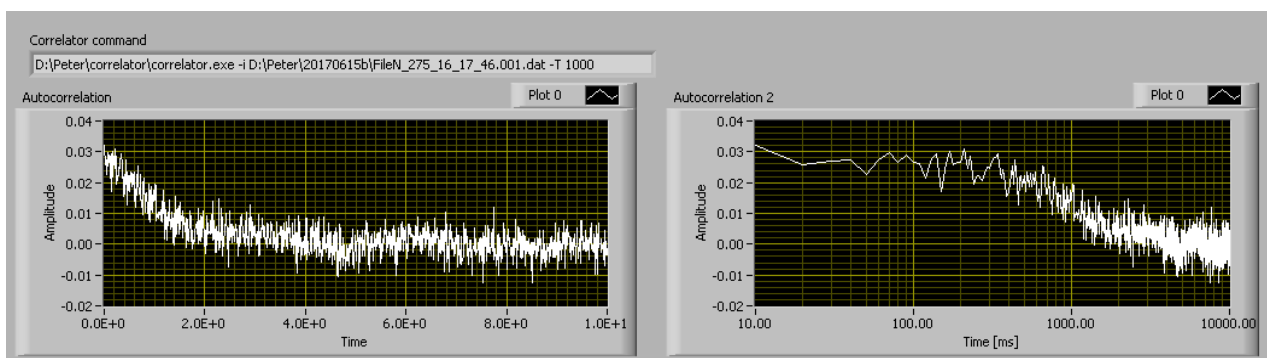 Correlator command
D:\Peter\correlator\correlator.exe -i D:\Peter\20170615b\FileN_275_16_17_46.001.dat -T 1000
Autocorrelation
Plot 0
0.04
0.03
0.02
0.01
0.00
-0.01
-0.02
Amplitude
0.0E+0
2.0E+0
4.0E+0
6.0E+0
8.0E+0
1.0E+1
Time
Autocorrelation 2
Plot 0
0.04
0.03
0.02
0.01
0.00
-0.01
-0.02
Amplitude
10.00
100.00
1000.00
10000.00
Time [ms]